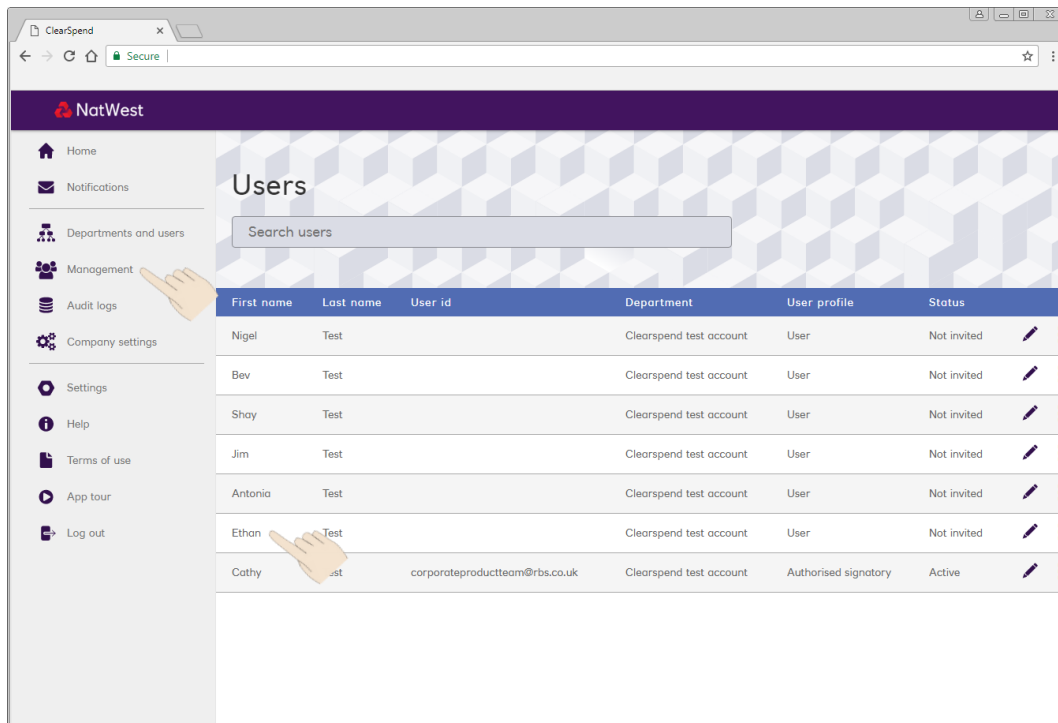 ClearSpend
Secure
NatWest
Home
Notifications
Departments and users
Management
Audit logs
Company settings
Settings
Help
Terms of use
App tour
Log out
Users
Search users
First name Last name User id Department User profile Status
Nigel Test Clearspend test account User Not invited
Bev Test Clearspend test account User Not invited
Shay Test Clearspend test account User Not invited
Jim Test Clearspend test account User Not invited
Antonia Test Clearspend test account User Not invited
Ethan Test Clearspend test account User Not invited
Cathy corporateproductteam@rbs.co.uk Clearspend test account Authorised signatory Active